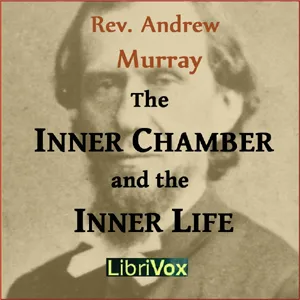 Rev. Andrew
Murray
The
INNER CHAMBER
and the
INNER LIFE
LibriVox